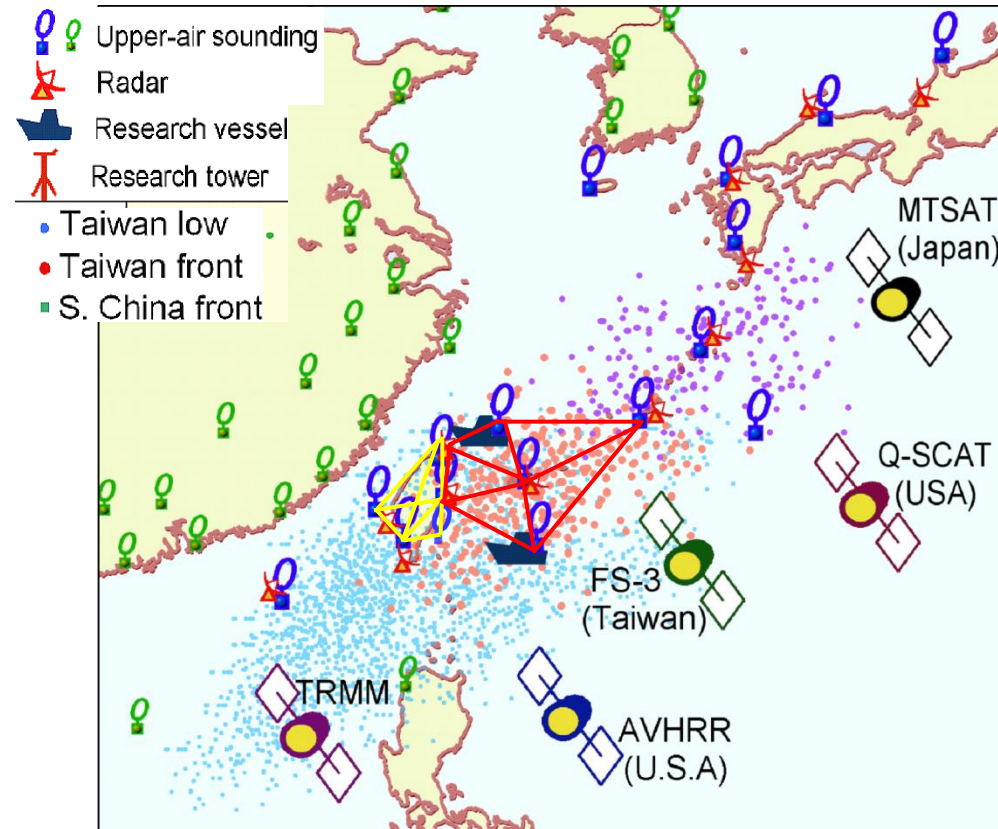 Upper-air sounding
Radar
Research vessel
Research tower
Taiwan low
Taiwan front
S. China front
MTSAT
(Japan)
Q-SCAT
(USA)
FS-3
(Taiwan)
TRMM
AVHRR
(U.S.A)